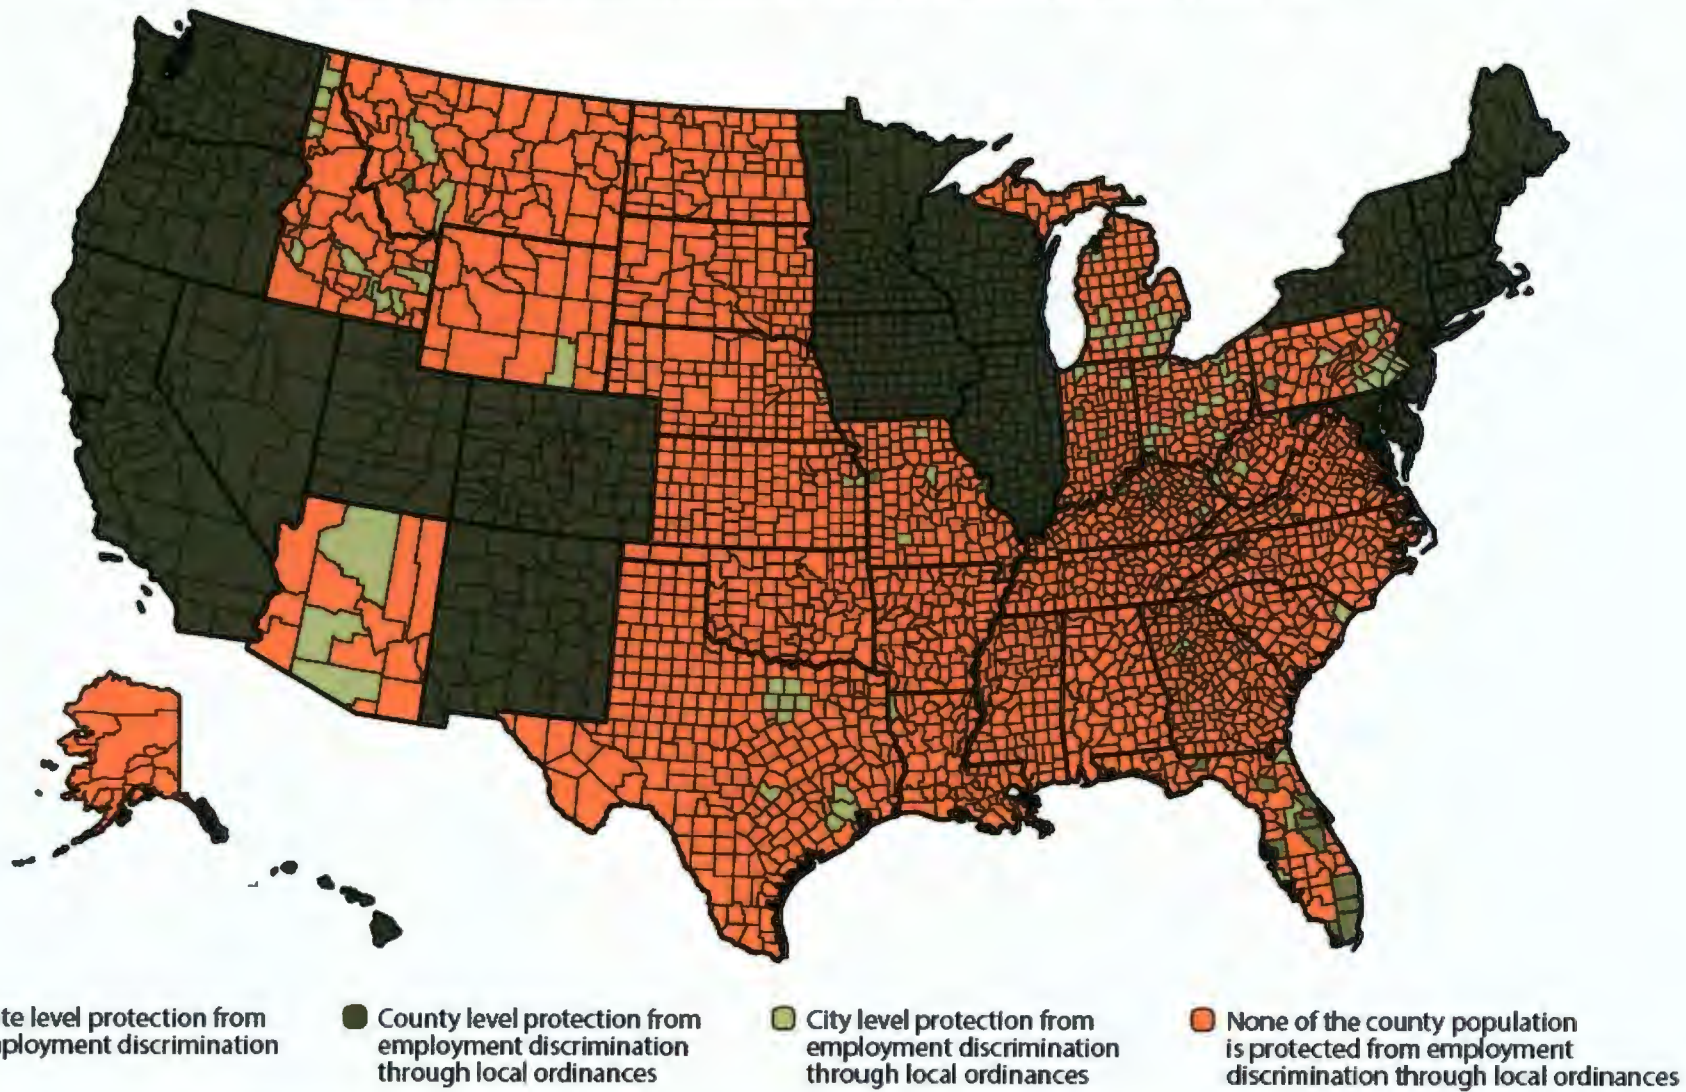 te level protection from
ployment discrimination
County level protection from
employment discrimination
through local ordinances
City level protection from
employment discrimination
through local ordinances
None of the county population
is protected from employment
discrimination through local ordinances